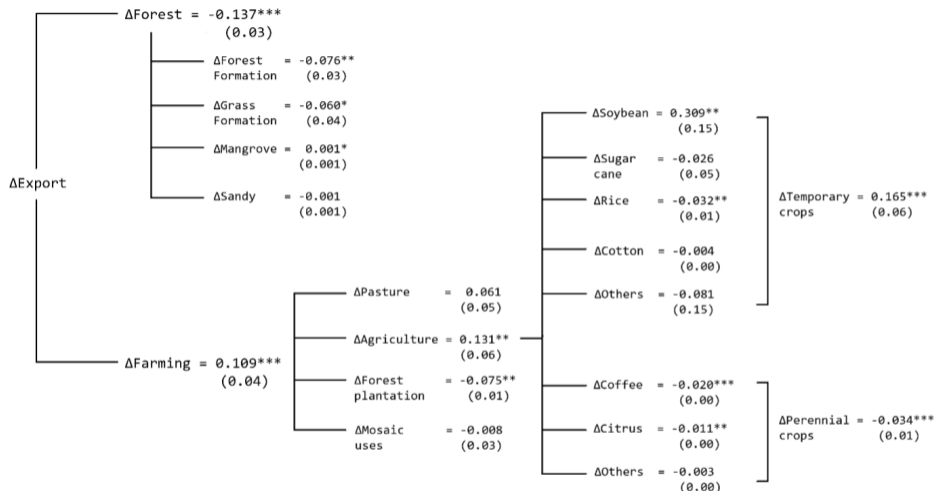 ΔForest = -0.137***
(0.03)
ΔForest = -0.076**
Formation (0.03)
ΔGrass = -0.060*
Formation (0.04)
ΔMangrove = 0.001*
(0.001)
ΔSandy = -0.001
(0.001)
ΔExport
ΔFarming = 0.109***
(0.04)
ΔPasture = 0.061
(0.05)
ΔAgriculture = 0.131**
(0.06)
ΔForest = -0.075**
plantation (0.01)
ΔMosaic = -0.008
uses (0.03)
ΔSoybean = 0.309**
(0.15)
ΔSugar = -0.026
cane (0.05)
ΔRice = -0.032**
(0.01)
ΔCotton = -0.004
(0.00)
ΔOthers = -0.081
(0.15)
ΔTemporary = 0.165***
crops (0.06)
ΔCoffee = -0.020***
(0.00)
ΔCitrus = -0.011**
(0.00)
ΔOthers = -0.003
(0.00)
ΔPerennial = -0.034***
crops (0.01)